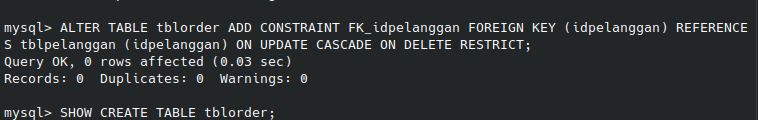 mysql> ALTER TABLE tblorder ADD CONSTRAINT FK_idpelanggan FOREIGN KEY (idpelanggan) REFERENCE
S tblpelanggan (idpelanggan) ON UPDATE CASCADE ON DELETE RESTRICT;
Query OK, 0 rows affected (0.03 sec)
Records: 0  Duplicates: 0  Warnings: 0
mysql> SHOW CREATE TABLE tblorder;